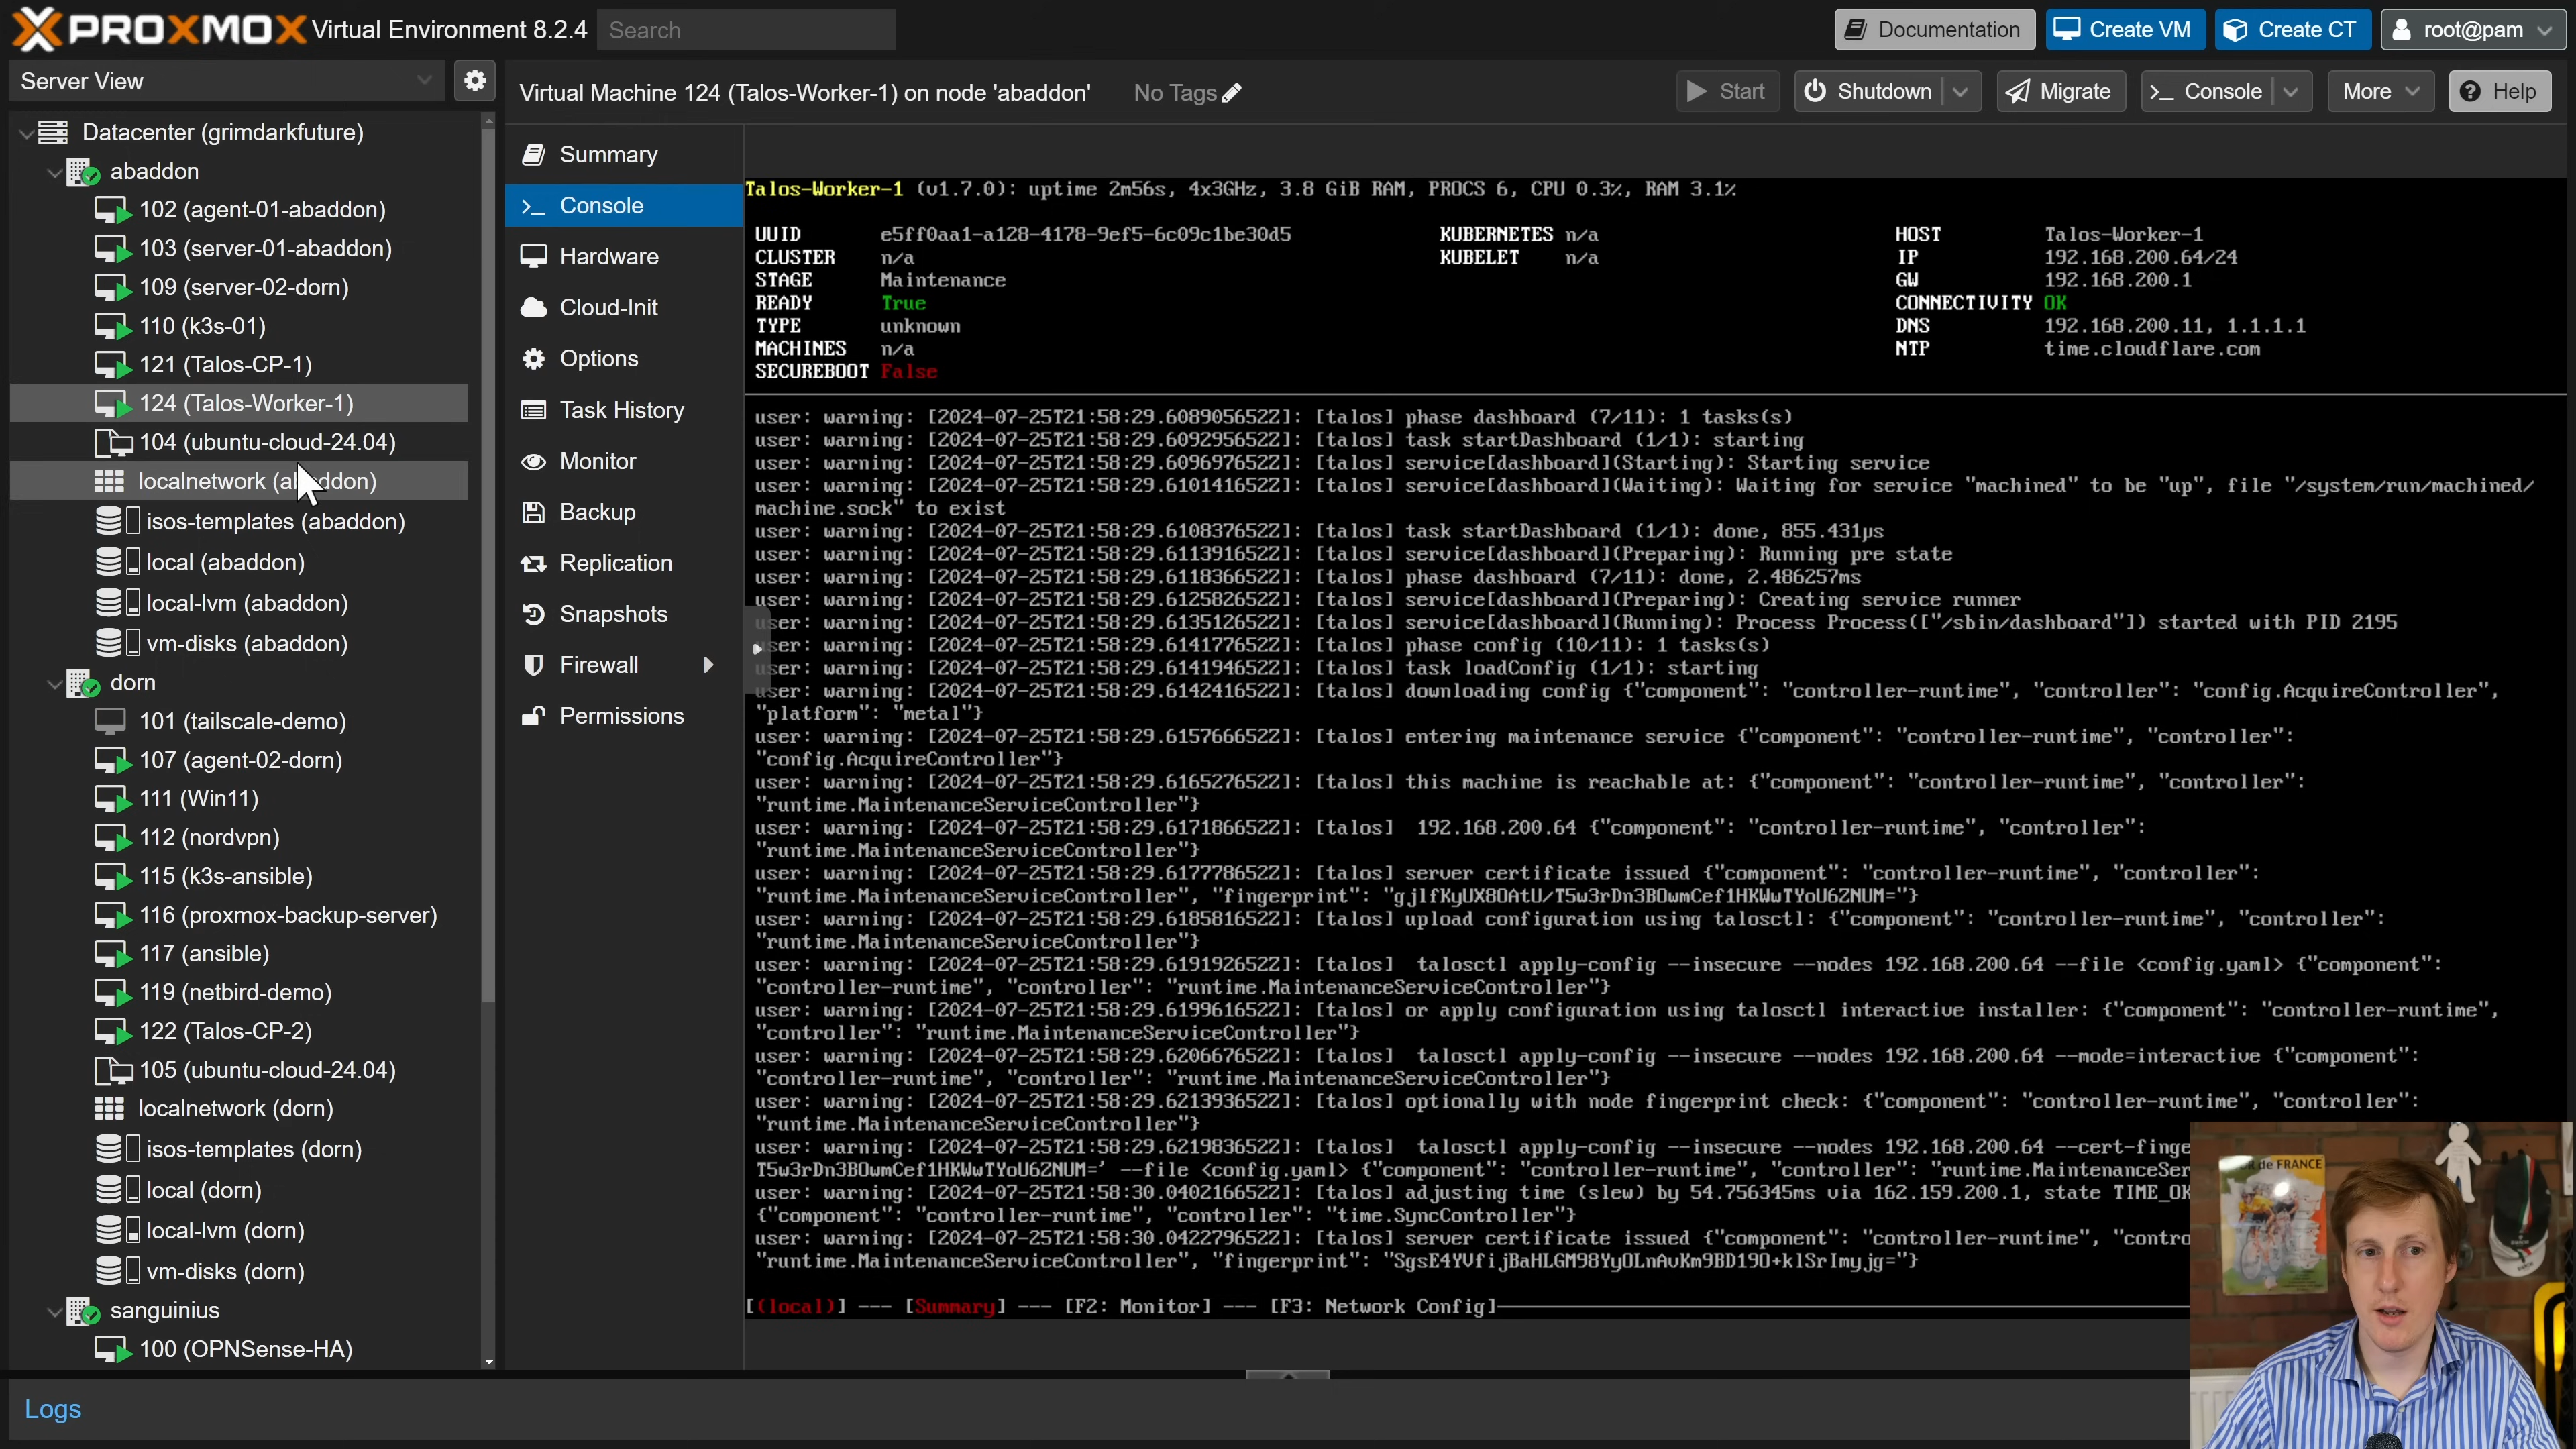 PROXMOX Virtual Environment 8.2.4 Search Documentation Create VM Create CT root@pam
Server View
Virtual Machine 124 (Talos-Worker-1) on node 'abaddon' No Tags Start Shutdown Migrate Console More Help
Datacenter (grimdarkfuture)
abaddon
102 (agent-01-abaddon)
103 (server-01-abaddon)
109 (server-02-dorn)
110 (k3s-01)
121 (Talos-CP-1)
124 (Talos-Worker-1)
104 (ubuntu-cloud-24.04)
localnetwork (abaddon)
isos-templates (abaddon)
local (abaddon)
local-lvm (abaddon)
vm-disks (abaddon)
dorn
101 (tailscale-demo)
107 (agent-02-dorn)
111 (Win11)
112 (nordvpn)
115 (k3s-ansible)
116 (proxmox-backup-server)
117 (ansible)
119 (netbird-demo)
122 (Talos-CP-2)
105 (ubuntu-cloud-24.04)
localnetwork (dorn)
isos-templates (dorn)
local (dorn)
local-lvm (dorn)
vm-disks (dorn)
sanguinius
100 (OPNSense-HA)
Summary
Console
Hardware
Cloud-Init
Options
Task History
Monitor
Backup
Replication
Snapshots
Firewall
Permissions
Talos-Worker-1 (v1.7.0): uptime 2m56s, 4x3GHz, 3.8 GiB RAM, PROCS 6, CPU 0.3%, RAM 3.1%
UUID e5ff0aa1-a128-4178-9ef5-6c09c1be30d5 KUBERNETES n/a HOST Talos-Worker-1
CLUSTER n/a KUBELET n/a IP 192.168.200.64/24
STAGE Maintenance GW 192.168.200.1
READY True CONNECTIVITY OK
TYPE unknown DNS 192.168.200.11, 1.1.1.1
MACHINES n/a NTP time.cloudflare.com
SECUREBOOT False
user: warning: [2024-07-25T21:58:29.608905652Z]: [talos] phase dashboard (7/11): 1 tasks(s)
user: warning: [2024-07-25T21:58:29.609295652Z]: [talos] task startDashboard (1/1): starting
user: warning: [2024-07-25T21:58:29.609697652Z]: [talos] service[dashboard](Starting): Starting service
user: warning: [2024-07-25T21:58:29.610141652Z]: [talos] service[dashboard](Waiting): Waiting for service "machined" to be "up", file "/system/run/machined/
machine.sock" to exist
user: warning: [2024-07-25T21:58:29.610837652Z]: [talos] task startDashboard (1/1): done, 855.431µs
user: warning: [2024-07-25T21:58:29.611391652Z]: [talos] service[dashboard](Preparing): Running pre state
user: warning: [2024-07-25T21:58:29.611836652Z]: [talos] phase dashboard (7/11): done, 2.486257ms
user: warning: [2024-07-25T21:58:29.612582652Z]: [talos] service[dashboard](Preparing): Creating service runner
user: warning: [2024-07-25T21:58:29.613512652Z]: [talos] service[dashboard](Running): Process Process(["/sbin/dashboard"]) started with PID 2195
user: warning: [2024-07-25T21:58:29.614177652Z]: [talos] phase config (10/11): 1 tasks(s)
user: warning: [2024-07-25T21:58:29.614194652Z]: [talos] task loadConfig (1/1): starting
user: warning: [2024-07-25T21:58:29.614241652Z]: [talos] downloading config {"component": "controller-runtime", "controller": "config.AcquireController",
"platform": "metal"}
user: warning: [2024-07-25T21:58:29.615766652Z]: [talos] entering maintenance service {"component": "controller-runtime", "controller":
"config.AcquireController"}
user: warning: [2024-07-25T21:58:29.616527652Z]: [talos] this machine is reachable at: {"component": "controller-runtime", "controller":
"runtime.MaintenanceServiceController"}
user: warning: [2024-07-25T21:58:29.617186652Z]: [talos] 192.168.200.64 {"component": "controller-runtime", "controller":
"runtime.MaintenanceServiceController"}
user: warning: [2024-07-25T21:58:29.617778652Z]: [talos] server certificate issued {"component": "controller-runtime", "controller":
"runtime.MaintenanceServiceController", "fingerprint": "gjlfKyUX8OAtU/T5w3rDn3BOwmCef1HKWwTYoU6ZNUM="}
user: warning: [2024-07-25T21:58:29.618581652Z]: [talos] upload configuration using talosctl: {"component": "controller-runtime", "controller":
"runtime.MaintenanceServiceController"}
user: warning: [2024-07-25T21:58:29.619192652Z]: [talos] talosctl apply-config --insecure --nodes 192.168.200.64 --file <config.yaml> {"component":
"controller-runtime", "controller": "runtime.MaintenanceServiceController"}
user: warning: [2024-07-25T21:58:29.619961652Z]: [talos] or apply configuration using talosctl interactive installer: {"component": "controller-runtime",
"controller": "runtime.MaintenanceServiceController"}
user: warning: [2024-07-25T21:58:29.620667652Z]: [talos] talosctl apply-config --insecure --nodes 192.168.200.64 --mode=interactive {"component":
"controller-runtime", "controller": "runtime.MaintenanceServiceController"}
user: warning: [2024-07-25T21:58:29.621393652Z]: [talos] optionally with node fingerprint check: {"component": "controller-runtime", "controller":
"runtime.MaintenanceServiceController"}
user: warning: [2024-07-25T21:58:29.621983652Z]: [talos] talosctl apply-config --insecure --nodes 192.168.200.64 --cert-finge
T5w3rDn3BOwmCef1HKWwTYoU6ZNUM=' --file <config.yaml> {"component": "controller-runtime", "controller": "runtime.MaintenanceSer
user: warning: [2024-07-25T21:58:30.040216652Z]: [talos] adjusting time (slew) by 54.756345ms via 162.159.200.1, state TIME_OK
{"component": "controller-runtime", "controller": "time.SyncController"}
user: warning: [2024-07-25T21:58:30.042279652Z]: [talos] server certificate issued {"component": "controller-runtime", "contro
"runtime.MaintenanceServiceController", "fingerprint": "SgsE4YVfijBaHLGM98YyOLnAvKm9BD19O+klSrImyjg="}
[(local)] --- [Summary] --- [F2: Monitor] --- [F3: Network Config]
de FRANCE
Logs